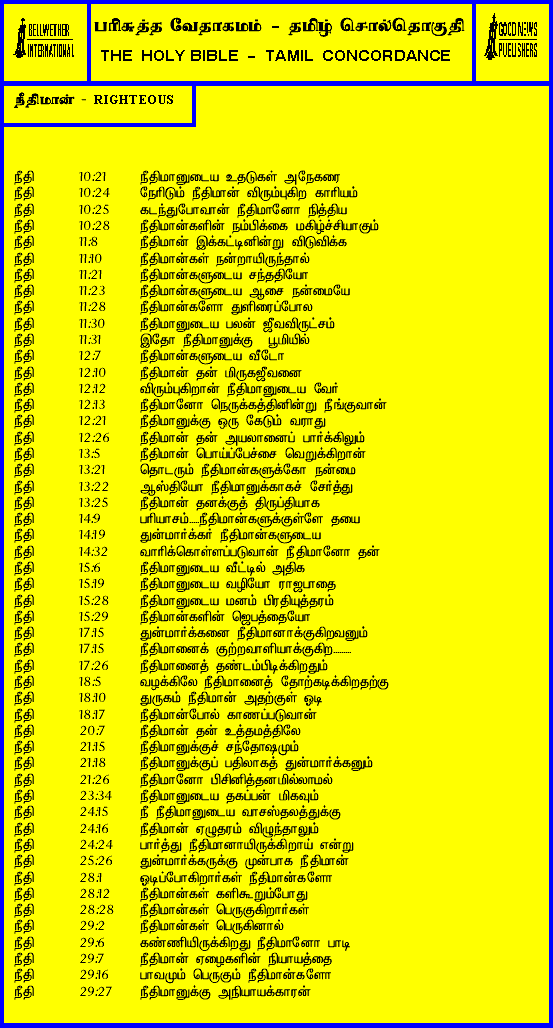 BELLWETHER
INTERNATIONAL
பரிசுத்த வேதாகமம் - தமிழ் சொல்தொகுதி
THE HOLY BIBLE - TAMIL CONCORDANCE
GOOD NEWS
PUBLISHERS
நீதிமான் - RIGHTEOUS
நீதி 10:21 நீதிமானுடைய உதடுகள் அநேகரை
நீதி 10:24 நேரிடும் நீதிமான் விரும்புகிற காரியம்
நீதி 10:25 கடந்துபோவான் நீதிமானோ நித்திய
நீதி 10:28 நீதிமான்களின் நம்பிக்கை மகிழ்ச்சியாகும்
நீதி 11:8 நீதிமான் இக்கட்டினின்று விடுவிக்க
நீதி 11:10 நீதிமான்கள் நன்றாயிருந்தால்
நீதி 11:21 நீதிமான்களுடைய சந்ததியோ
நீதி 11:23 நீதிமான்களுடைய ஆசை நன்மையே
நீதி 11:28 நீதிமான்களோ துளிரைப்போல
நீதி 11:30 நீதிமானுடைய பலன் ஜீவவிருட்சம்
நீதி 11:31 இதோ நீதிமானுக்கு பூமியில்
நீதி 12:7 நீதிமான்களுடைய வீடோ
நீதி 12:10 நீதிமான் தன் மிருகஜீவனை
நீதி 12:12 விரும்புகிறான் நீதிமானுடைய வேர்
நீதி 12:13 நீதிமானோ நெருக்கத்தினின்று நீங்குவான்
நீதி 12:21 நீதிமானுக்கு ஒரு கேடும் வராது
நீதி 12:26 நீதிமான் தன் அயலானைப் பார்க்கிலும்
நீதி 13:5 நீதிமான் பொய்ப்பேச்சை வெறுக்கிறான்
நீதி 13:21 தொடரும் நீதிமான்களுக்கோ நன்மை
நீதி 13:22 ஆஸ்தியோ நீதிமானுக்காகச் சேர்த்து
நீதி 13:25 நீதிமான் தனக்குத் திருப்தியாக
நீதி 14:9 பரியாசம்.....நீதிமான்களுக்குள்ளே தயை
நீதி 14:19 துன்மார்க்கர் நீதிமான்களுடைய
நீதி 14:32 வாரிக்கொள்ளப்படுவான் நீதிமானோ தன்
நீதி 15:6 நீதிமானுடைய வீட்டில் அதிக
நீதி 15:19 நீதிமானுடைய வழியோ ராஜபாதை
நீதி 15:28 நீதிமானுடைய மனம் பிரதியுத்தரம்
நீதி 15:29 நீதிமான்களின் ஜெபத்தையோ
நீதி 17:15 துன்மார்க்கனை நீதிமானாக்குகிறவனும்
நீதி 17:15 நீதிமானைக் குற்றவாளியாக்குகிற.........
நீதி 17:26 நீதிமானைத் தண்டம்பிடிக்கிறதும்
நீதி 18:5 வழக்கிலே நீதிமானைத் தோற்கடிக்கிறதற்கு
நீதி 18:10 துருகம் நீதிமான் அதற்குள் ஓடி
நீதி 18:17 நீதிமான்போல் காணப்படுவான்
நீதி 20:7 நீதிமான் தன் உத்தமத்திலே
நீதி 21:15 நீதிமானுக்குச் சந்தோஷமும்
நீதி 21:18 நீதிமானுக்குப் பதிலாகத் துன்மார்க்கனும்
நீதி 21:26 நீதிமானோ பிசினித்தனமில்லாமல்
நீதி 23:34 நீதிமானுடைய தகப்பன் மிகவும்
நீதி 24:15 நீ நீதிமானுடைய வாசஸ்தலத்துக்கு
நீதி 24:16 நீதிமான் ஏழுதரம் விழுந்தாலும்
நீதி 24:24 பார்த்து நீதிமானாயிருக்கிறாய் என்று
நீதி 25:26 துன்மார்க்கருக்கு முன்பாக நீதிமான்
நீதி 28:1 ஓடிப்போகிறார்கள் நீதிமான்களோ
நீதி 28:12 நீதிமான்கள் களிகூறும்போது
நீதி 28:28 நீதிமான்கள் பெருகுகிறார்கள்
நீதி 29:2 நீதிமான்கள் பெருகினால்
நீதி 29:6 கண்ணியிருக்கிறது நீதிமானோ பாடி
நீதி 29:7 நீதிமான் ஏழைகளின் நியாயத்தை
நீதி 29:16 பாவமும் பெருகும் நீதிமான்களோ
நீதி 29:27 நீதிமானுக்கு அநியாயக்காரன்